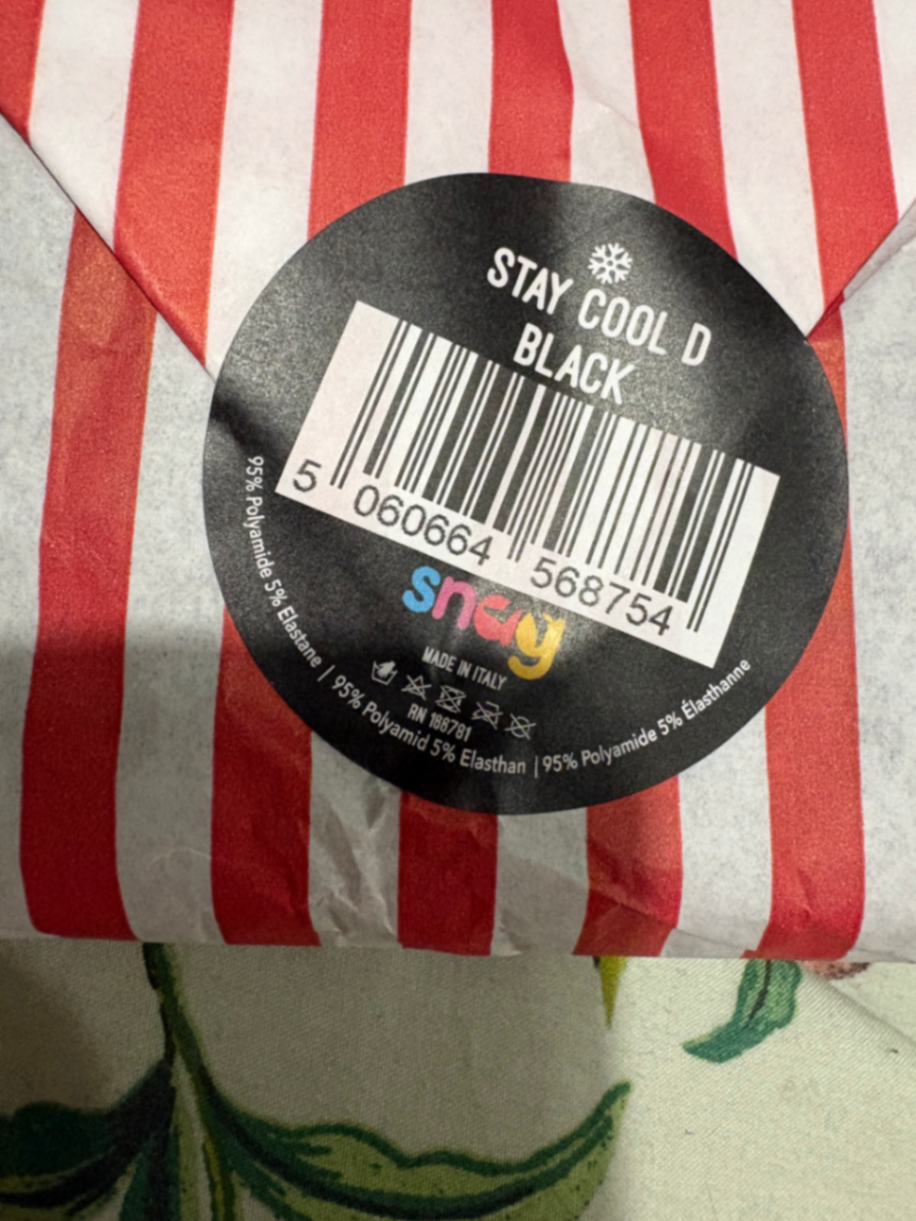 STAY COOL D
BLACK
5 060664 568754
snay
MADE IN ITALY
RN 188781
95% Polyamide 5% Elastane | 95% Polyamid 5% Elasthan | 95% Polyamide 5% Élasthanne